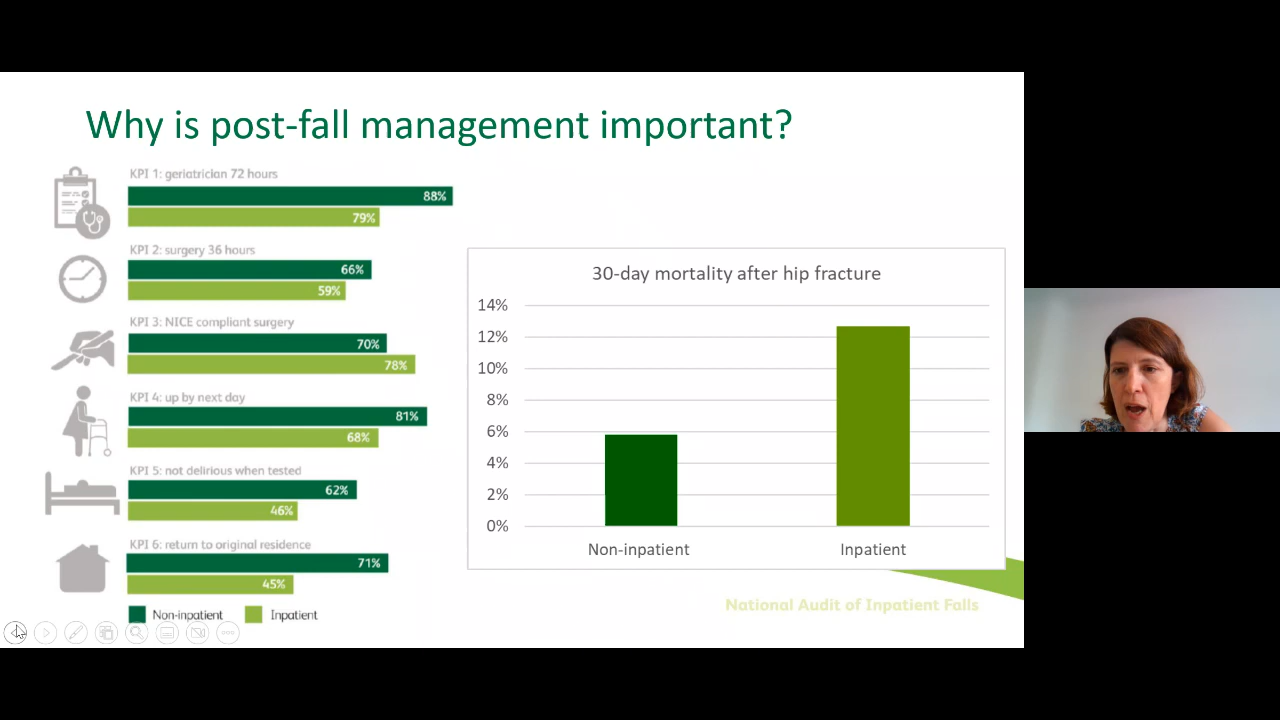 Why is post-fall management important?
KPI 1: geriatrician 72 hours
88%
79%
KPI 2: surgery 36 hours
66%
59%
KPI 3: NICE compliant surgery
70%
78%
KPI 4: up by next day
81%
68%
KPI 5: not delirious when tested
62%
46%
KPI 6: return to original residence
71%
45%
Non-inpatient
Inpatient
30-day mortality after hip fracture
14%
12%
10%
8%
6%
4%
2%
0%
Non-inpatient
Inpatient
National Audit of Inpatient Falls